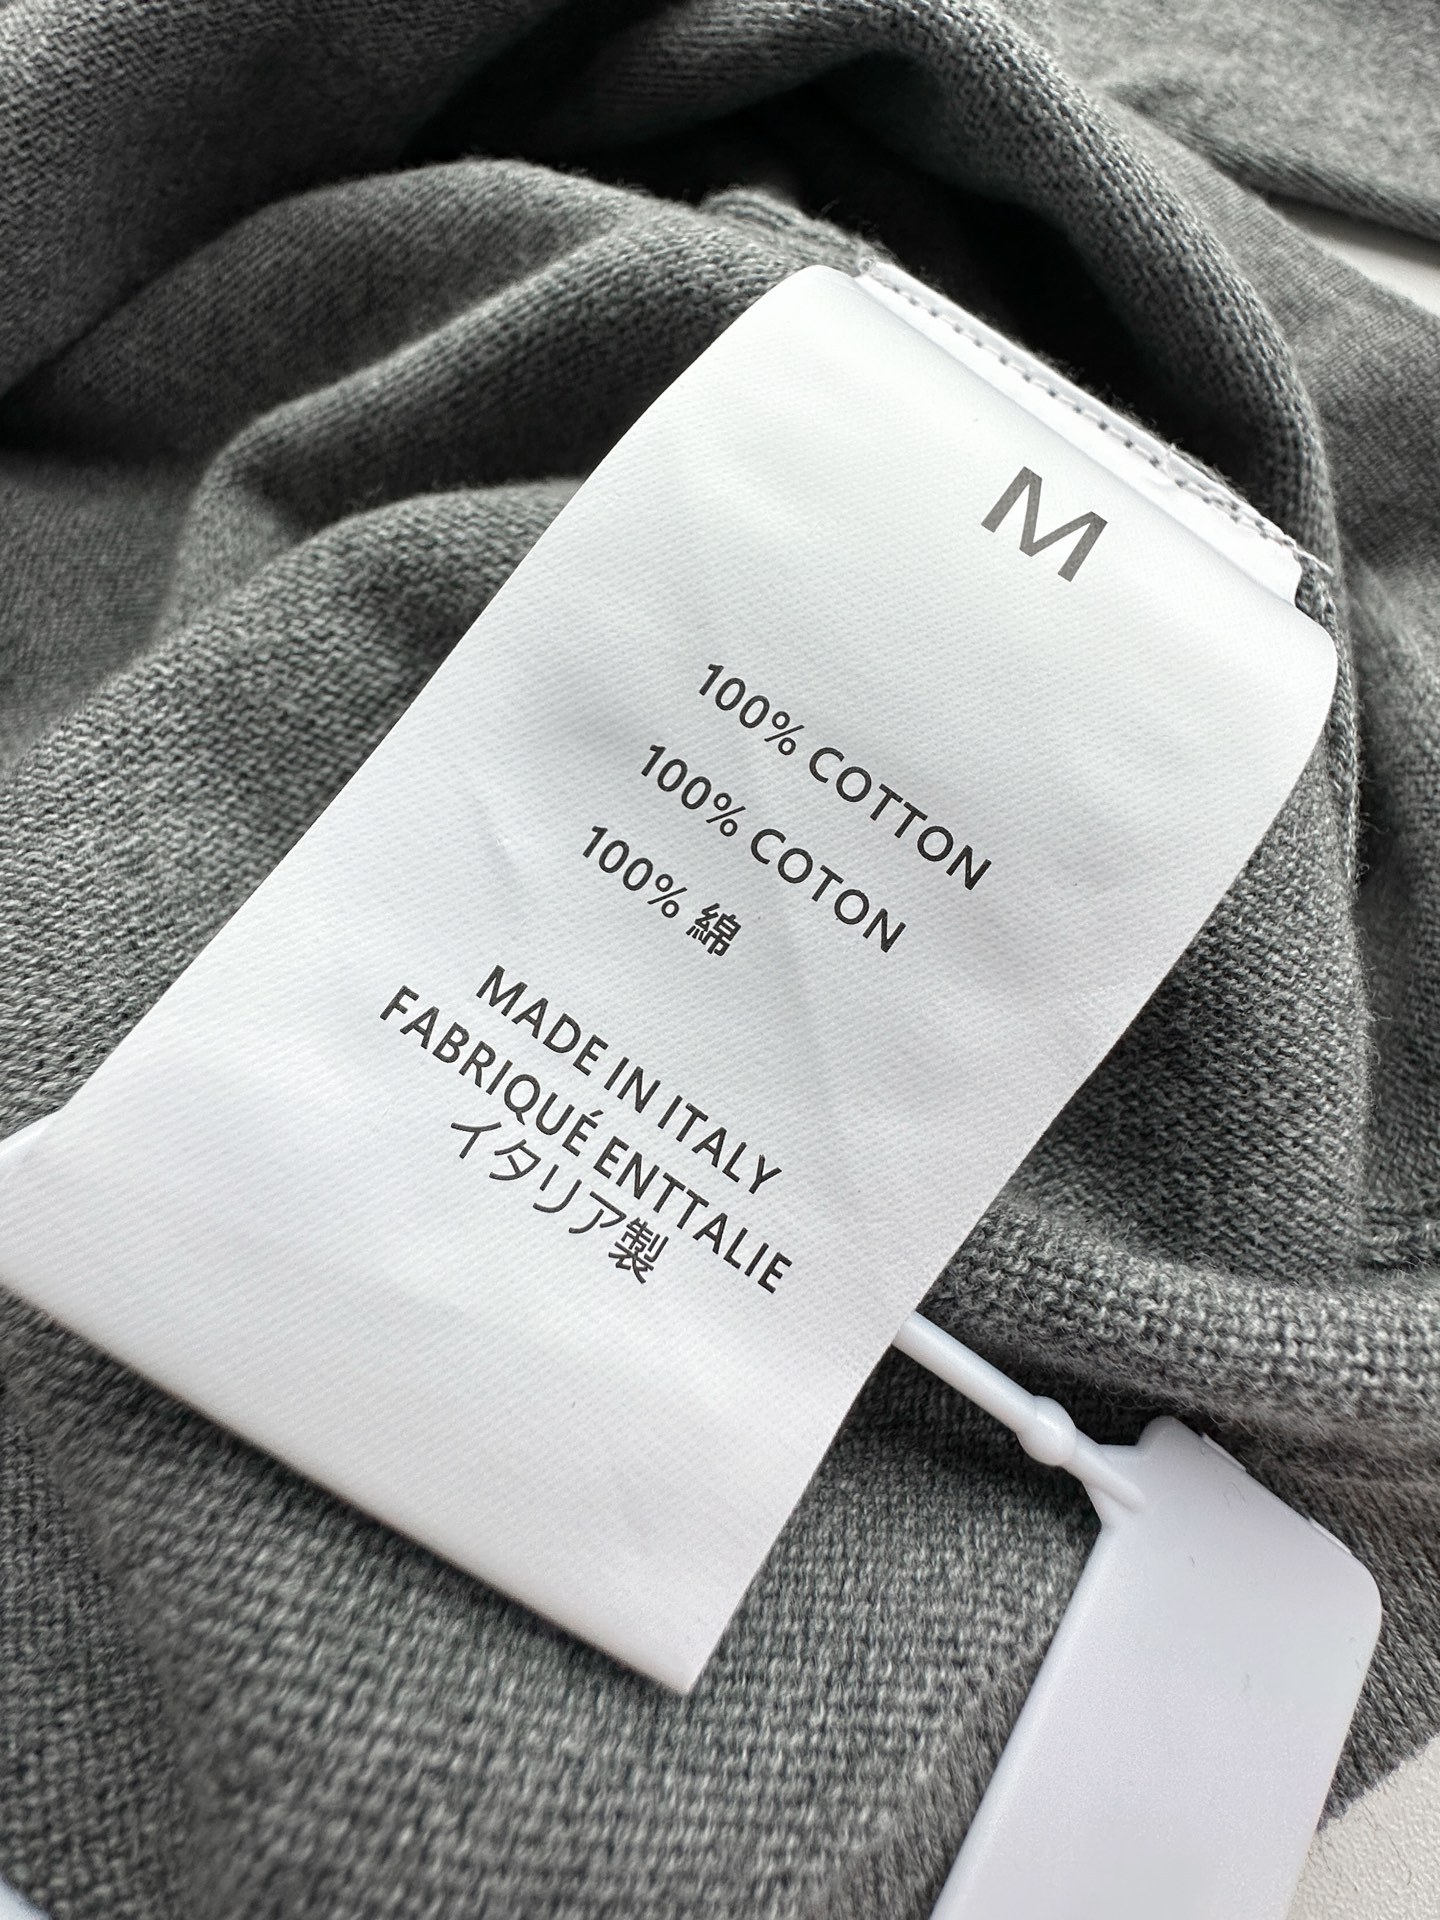 M
100% COTTON
100% COTON
100% 綿
MADE IN ITALY
FABRIQUÉ ENTTALIE
イタリア製